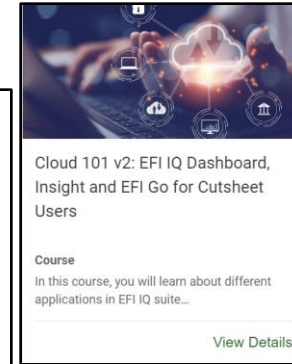 Cloud 101 v2: EFI IQ Dashboard,
Insight and EFI Go for Cutsheet
Users
Course
In this course, you will learn about different
applications in EFI IQ suite...
View Details